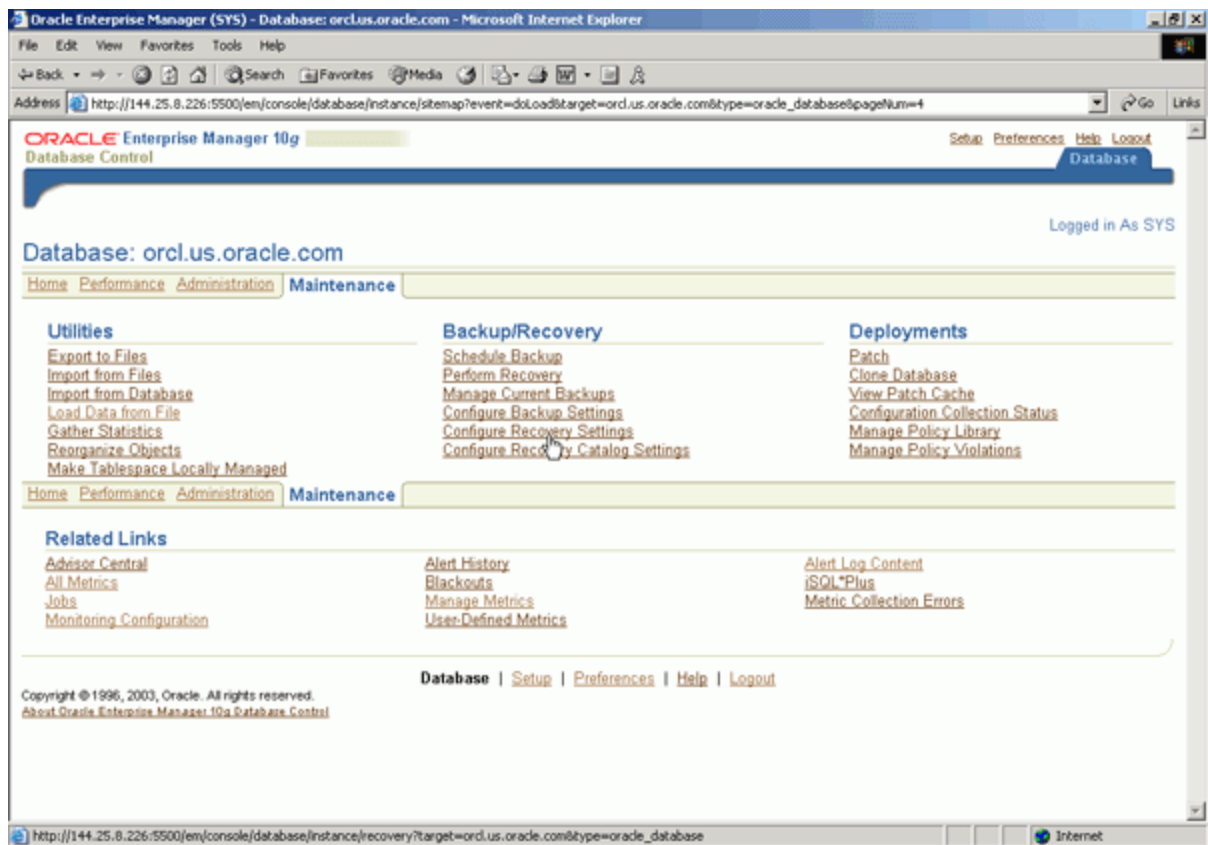 Oracle Enterprise Manager (SYS) - Database: orcl.us.oracle.com - Microsoft Internet Explorer
File Edit View Favorites Tools Help
Back Search Favorites Media
Address http://144.25.8.226:5500/em/console/database/instance/sitemap?event=doLoad&target=orcl.us.oracle.com&type=oracle_database&pageNum=4 Go Links
ORACLE Enterprise Manager 10g Setup Preferences Help Logout
Database Control Database
Logged in As SYS
Database: orcl.us.oracle.com
Home Performance Administration Maintenance
Utilities Backup/Recovery Deployments
Export to Files Schedule Backup Patch
Import from Files Perform Recovery Clone Database
Import from Database Manage Current Backups View Patch Cache
Load Data from File Configure Backup Settings Configuration Collection Status
Gather Statistics Configure Recovery Settings Manage Policy Library
Reorganize Objects Configure Recovery Catalog Settings Manage Policy Violations
Make Tablespace Locally Managed
Home Performance Administration Maintenance
Related Links
Advisor Central Alert History Alert Log Content
All Metrics Blackouts iSQL*Plus
Jobs Manage Metrics Metric Collection Errors
Monitoring Configuration User-Defined Metrics
Database | Setup | Preferences | Help | Logout
Copyright © 1996, 2003, Oracle. All rights reserved.
About Oracle Enterprise Manager 10g Database Control
http://144.25.8.226:5500/em/console/database/instance/recovery?target=orcl.us.oracle.com&type=oracle_database Internet